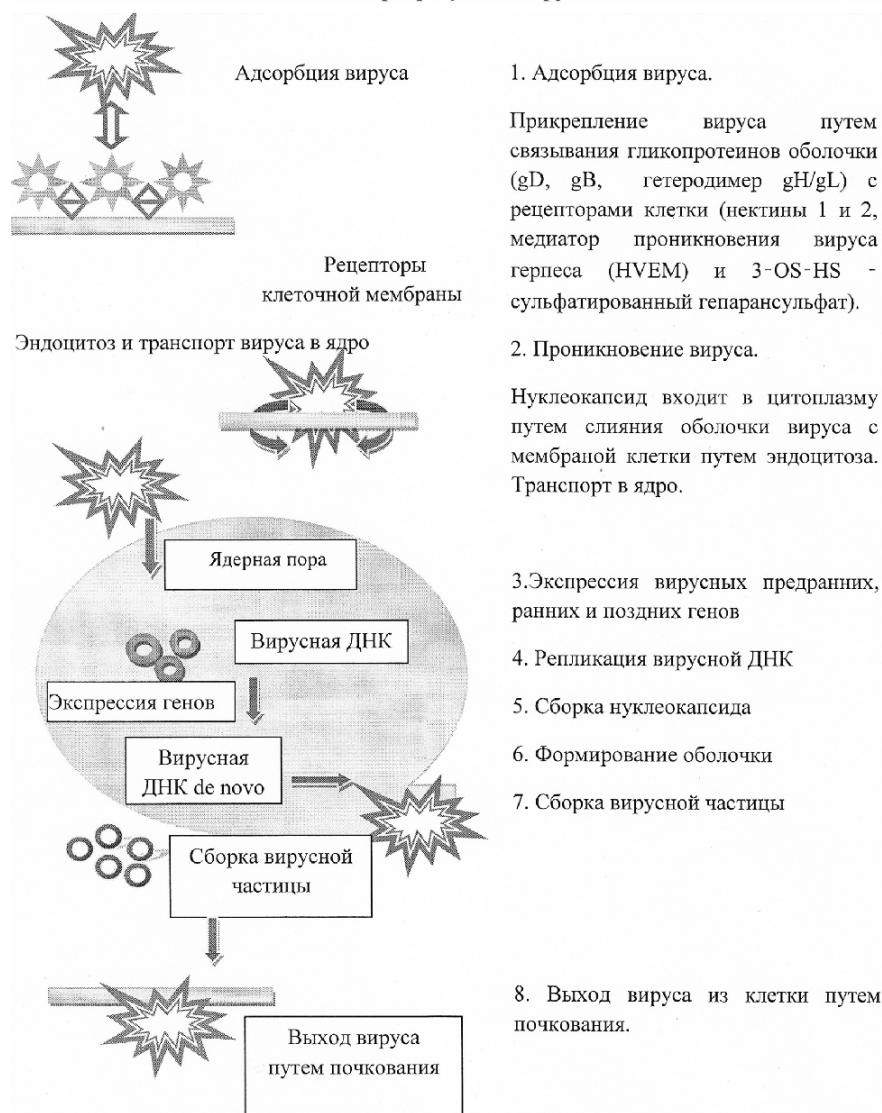 Адсорбция вируса
Рецепторы
клеточной мембраны
Эндоцитоз и транспорт вируса в ядро
Ядерная пора
Вирусная ДНК
Экспрессия генов
Вирусная
ДНК de novo
Сборка вирусной
частицы
Выход вируса
путем почкования
1. Адсорбция вируса.
Прикрепление вируса путем
связывания гликопротеинов оболочки
(gD, gB, гетеродимер gH/gL) с
рецепторами клетки (нектины 1 и 2,
медиатор проникновения вируса
герпеса (HVEM) и 3-OS-HS -
сульфатированный гепарансульфат).
2. Проникновение вируса.
Нуклеокапсид входит в цитоплазму
путем слияния оболочки вируса с
мембраной клетки путем эндоцитоза.
Транспорт в ядро.
3.Экспрессия вирусных предранних,
ранних и поздних генов
4. Репликация вирусной ДНК
5. Сборка нуклеокапсида
6. Формирование оболочки
7. Сборка вирусной частицы
8. Выход вируса из клетки путем
почкования.